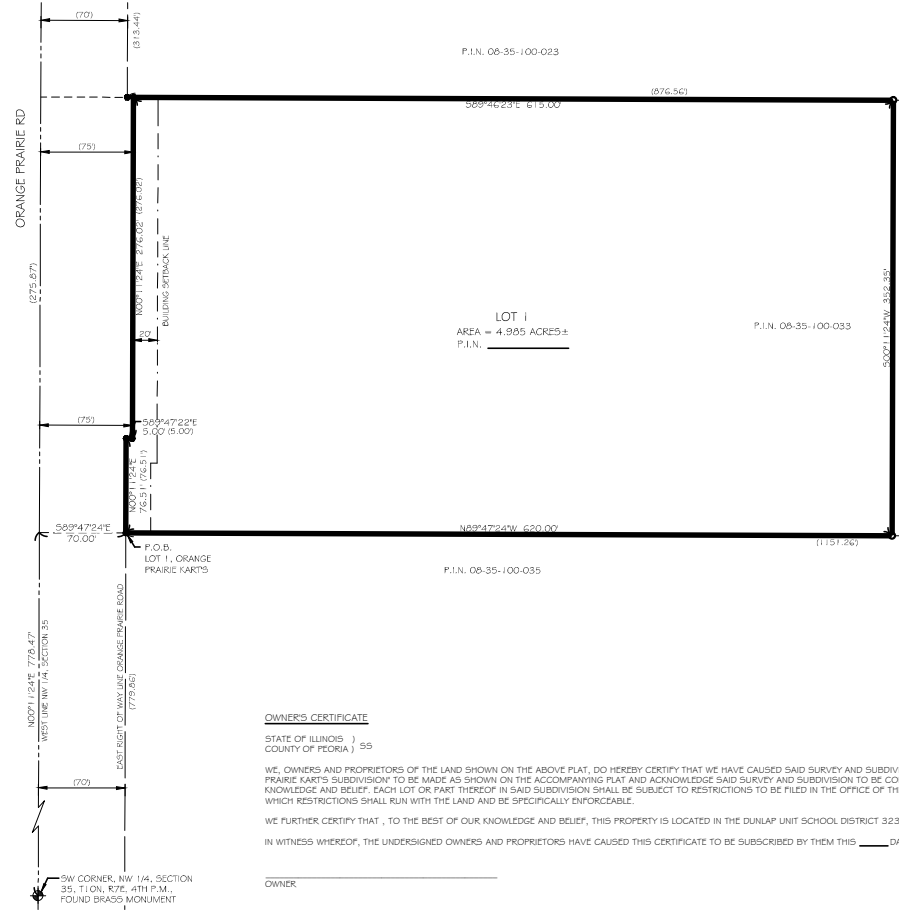 (70')
(313.44')
P.I.N. 08-35-100-023
(876.56')
S89°46'23"E 615.00'
ORANGE PRAIRIE RD
(75')
N00°11'24"E 276.02' (276.02')
BUILDING SETBACK LINE
(275.87')
20'
LOT 1
AREA = 4.985 ACRES±
P.I.N.
P.I.N. 08-35-100-033
S00°11'24"W 352.35'
(75')
S89°47'22"E
5.00' (5.00')
N00°11'24"E
76.51' (76.51')
S89°47'24"E
70.00'
N89°47'24"W 620.00'
(1151.26')
P.O.B.
LOT 1, ORANGE
PRAIRIE KARTS
P.I.N. 08-35-100-035
N00°11'24"E 778.47'
WEST LINE NW 1/4, SECTION 35
EAST RIGHT OF WAY LINE ORANGE PRAIRIE ROAD
(779.86')
(70')
SW CORNER, NW 1/4, SECTION
35, T10N, R7E, 4TH P.M.,
FOUND BRASS MONUMENT
OWNER'S CERTIFICATE
STATE OF ILLINOIS )
COUNTY OF PEORIA ) SS
WE, OWNERS AND PROPRIETORS OF THE LAND SHOWN ON THE ABOVE PLAT, DO HEREBY CERTIFY THAT WE HAVE CAUSED SAID SURVEY AND SUBDIV
PRAIRIE KART'S SUBDIVISION" TO BE MADE AS SHOWN ON THE ACCOMPANYING PLAT AND ACKNOWLEDGE SAID SURVEY AND SUBDIVISION TO BE CO
KNOWLEDGE AND BELIEF. EACH LOT OR PART THEREOF IN SAID SUBDIVISION SHALL BE SUBJECT TO RESTRICTIONS TO BE FILED IN THE OFFICE OF TH
WHICH RESTRICTIONS SHALL RUN WITH THE LAND AND BE SPECIFICALLY ENFORCEABLE.
WE FURTHER CERTIFY THAT , TO THE BEST OF OUR KNOWLEDGE AND BELIEF, THIS PROPERTY IS LOCATED IN THE DUNLAP UNIT SCHOOL DISTRICT 323
IN WITNESS WHEREOF, THE UNDERSIGNED OWNERS AND PROPRIETORS HAVE CAUSED THIS CERTIFICATE TO BE SUBSCRIBED BY THEM THIS ____ DA
OWNER